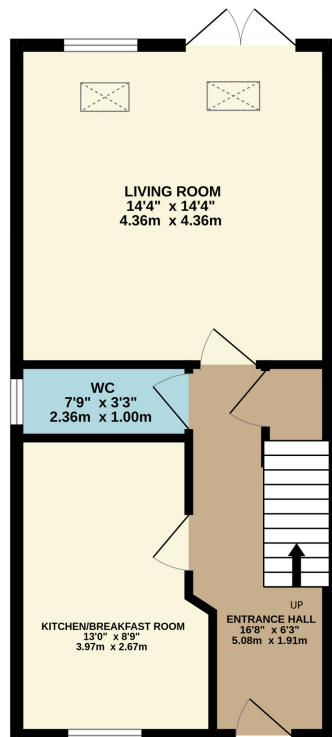 LIVING ROOM
14'4" x 14'4"
4.36m x 4.36m
WC
7'9" x 3'3"
2.36m x 1.00m
KITCHEN/BREAKFAST ROOM
13'0" x 8'9"
3.97m x 2.67m
UP
ENTRANCE HALL
16'8" x 6'3"
5.08m x 1.91m